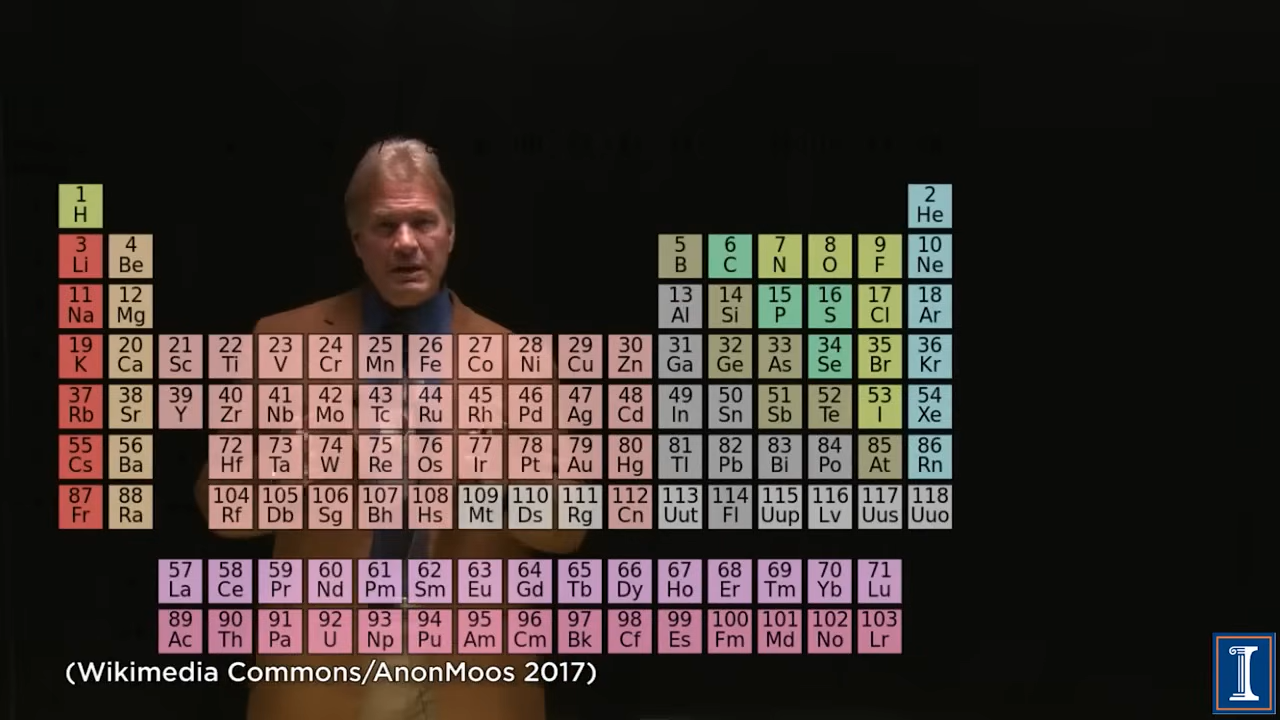 1 2
H He
3 4 5 6 7 8 9 10
Li Be B C N O F Ne
11 12 13 14 15 16 17 18
Na Mg Al Si P S Cl Ar
19 20 21 22 23 24 25 26 27 28 29 30 31 32 33 34 35 36
K Ca Sc Ti V Cr Mn Fe Co Ni Cu Zn Ga Ge As Se Br Kr
37 38 39 40 41 42 43 44 45 46 47 48 49 50 51 52 53 54
Rb Sr Y Zr Nb Mo Tc Ru Rh Pd Ag Cd In Sn Sb Te I Xe
55 56 72 73 74 75 76 77 78 79 80 81 82 83 84 85 86
Cs Ba Hf Ta W Re Os Ir Pt Au Hg Tl Pb Bi Po At Rn
87 88 104 105 106 107 108 109 110 111 112 113 114 115 116 117 118
Fr Ra Rf Db Sg Bh Hs Mt Ds Rg Cn Uut Fl Uup Lv Uus Uuo
57 58 59 60 61 62 63 64 65 66 67 68 69 70 71
La Ce Pr Nd Pm Sm Eu Gd Tb Dy Ho Er Tm Yb Lu
89 90 91 92 93 94 95 96 97 98 99 100 101 102 103
Ac Th Pa U Np Pu Am Cm Bk Cf Es Fm Md No Lr
(Wikimedia Commons/AnonMoos 2017)
I